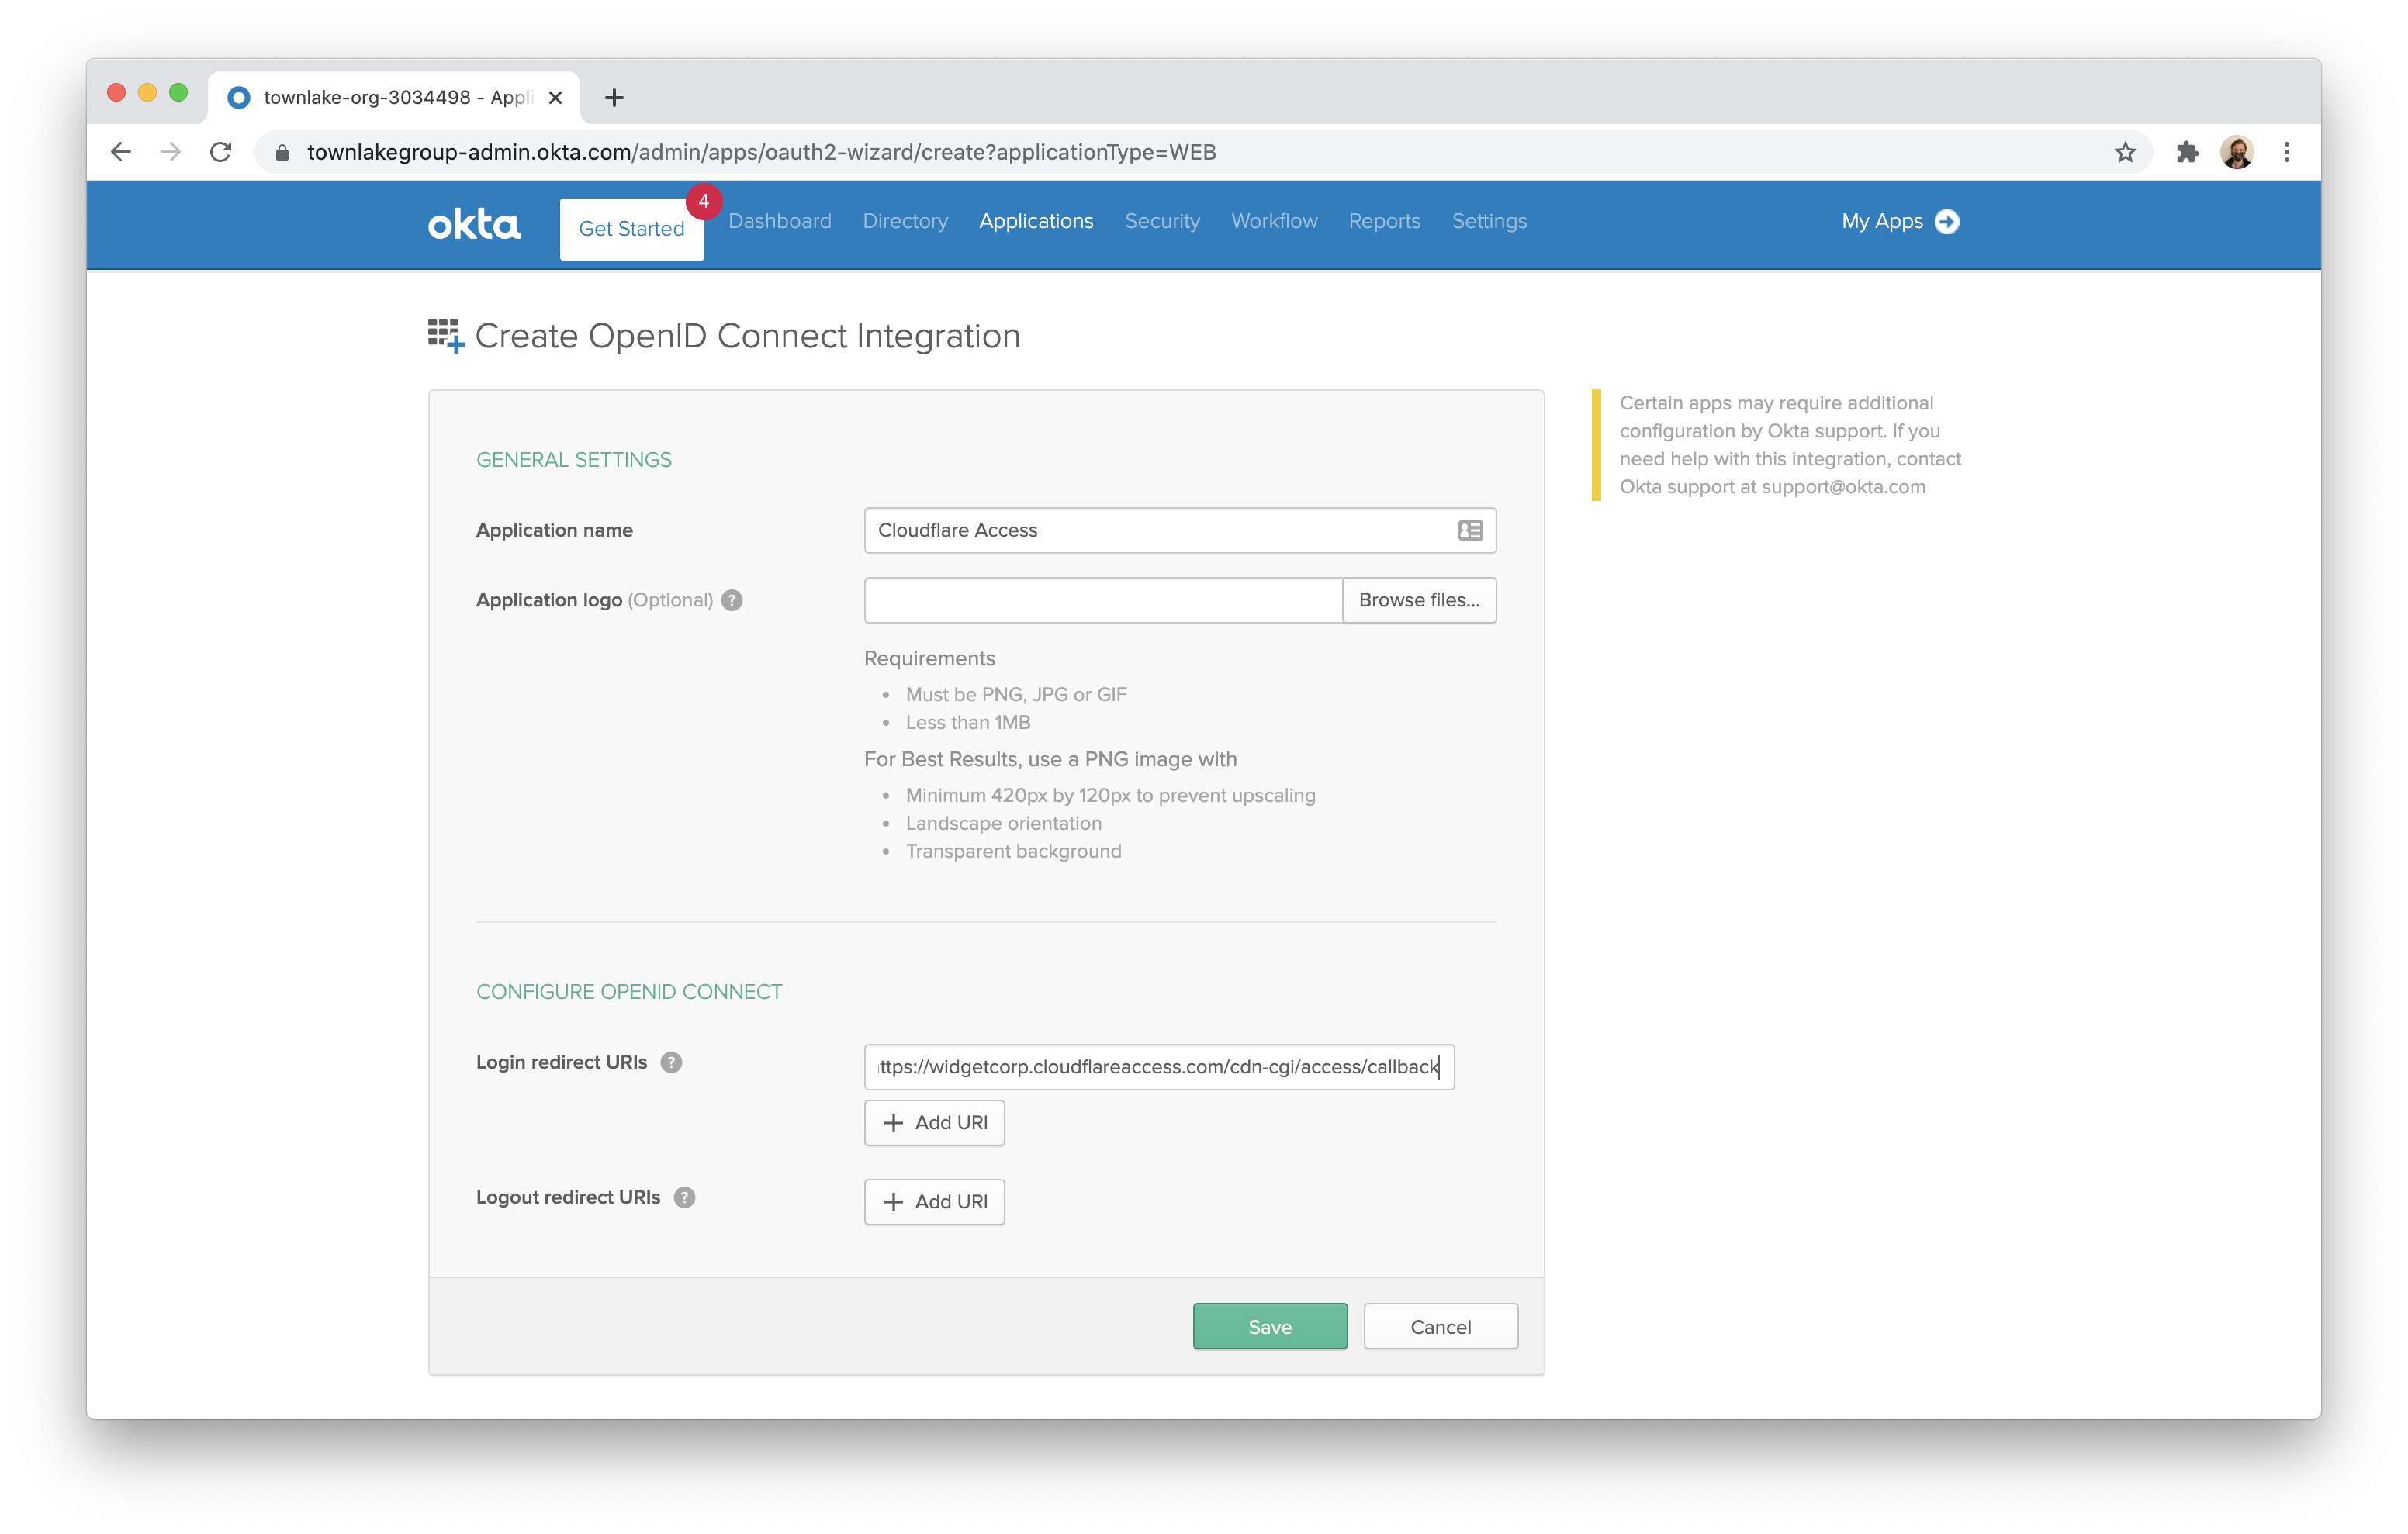 townlake-org-3034498 - Appli
townlakegroup-admin.okta.com/admin/apps/oauth2-wizard/create?applicationType=WEB
okta
Get Started
4
Dashboard
Directory
Applications
Security
Workflow
Reports
Settings
My Apps
Create OpenID Connect Integration
GENERAL SETTINGS
Application name
Cloudflare Access
Application logo (Optional) ?
Browse files...
Requirements
• Must be PNG, JPG or GIF
• Less than 1MB
For Best Results, use a PNG image with
• Minimum 420px by 120px to prevent upscaling
• Landscape orientation
• Transparent background
CONFIGURE OPENID CONNECT
Login redirect URIs ?
ttps://widgetcorp.cloudflareaccess.com/cdn-cgi/access/callback
+ Add URI
Logout redirect URIs ?
+ Add URI
Save
Cancel
Certain apps may require additional
configuration by Okta support. If you
need help with this integration, contact
Okta support at support@okta.com